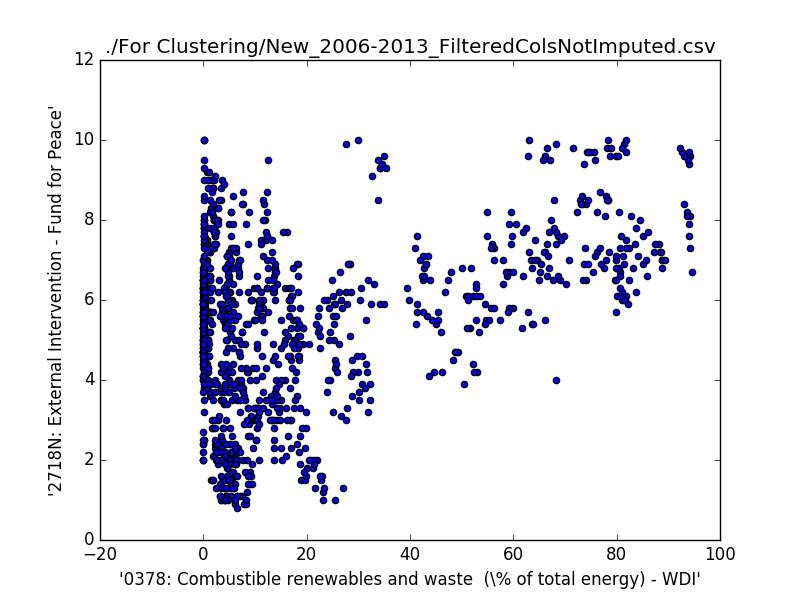 ./For Clustering/New_2006-2013_FilteredColsNotImputed.csv
12
10
8
6
4
2
0
'2718N: External Intervention - Fund for Peace'
−20 0 20 40 60 80 100
'0378: Combustible renewables and waste  (\% of total energy) - WDI'